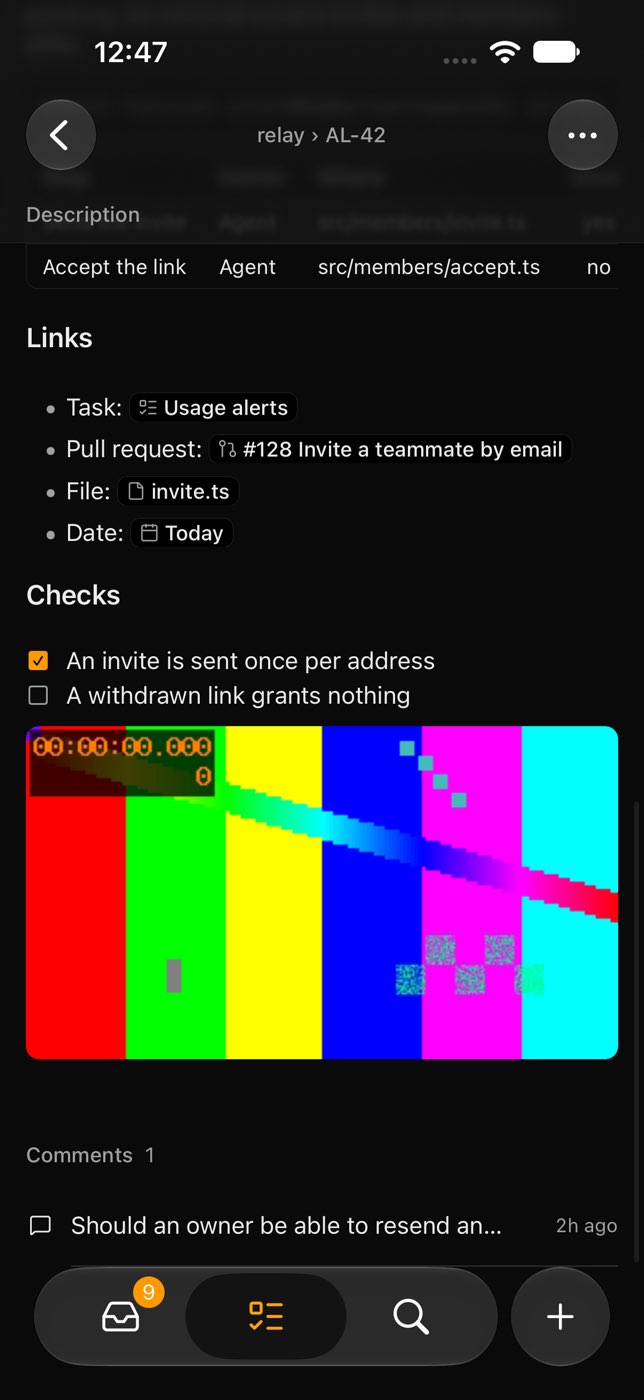 12:47
relay › AL-42
Description
Accept the link Agent src/members/accept.ts no
Links
Task: Usage alerts
Pull request: #128 Invite a teammate by email
File: invite.ts
Date: Today
Checks
An invite is sent once per address
A withdrawn link grants nothing
00:00:00.000
0
Comments 1
Should an owner be able to resend an... 2h ago
9